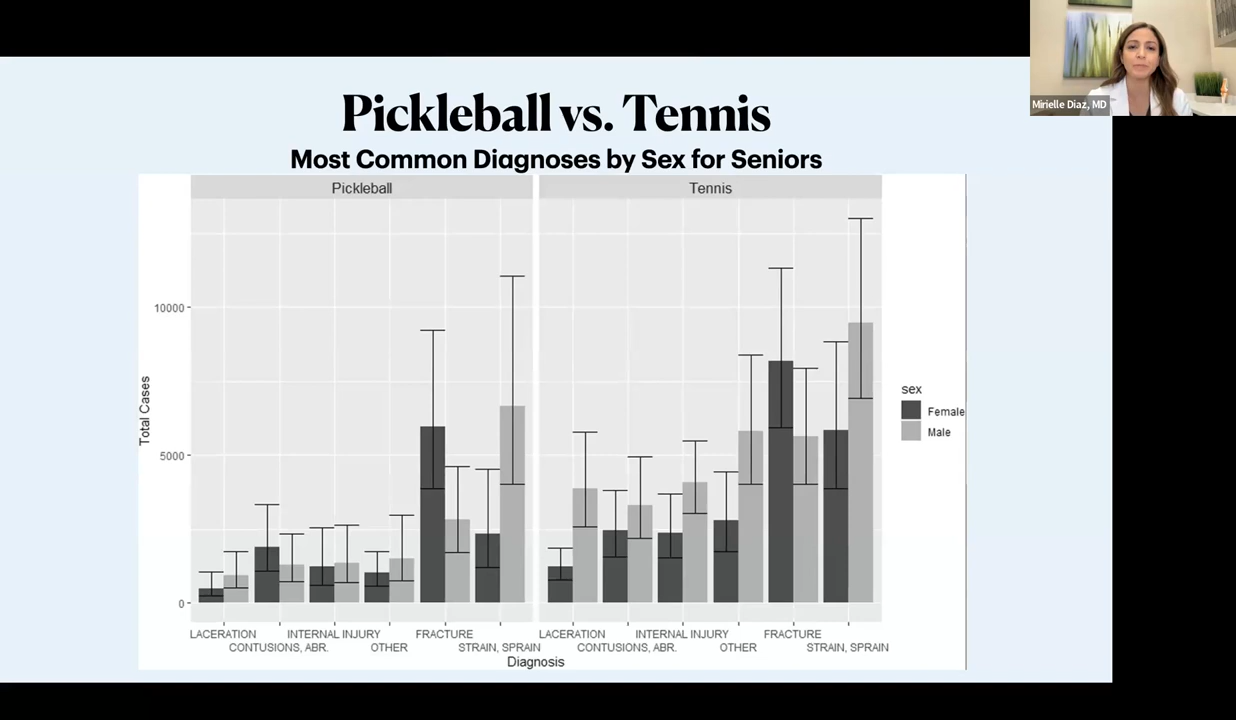 Mirielle Diaz, MD
Pickleball vs. Tennis
Most Common Diagnoses by Sex for Seniors
Pickleball
Tennis
Total Cases
10000
5000
0
sex
Female
Male
LACERATION
CONTUSIONS, ABR.
INTERNAL INJURY
OTHER
FRACTURE
STRAIN, SPRAIN
LACERATION
CONTUSIONS, ABR.
INTERNAL INJURY
OTHER
FRACTURE
STRAIN, SPRAIN
Diagnosis